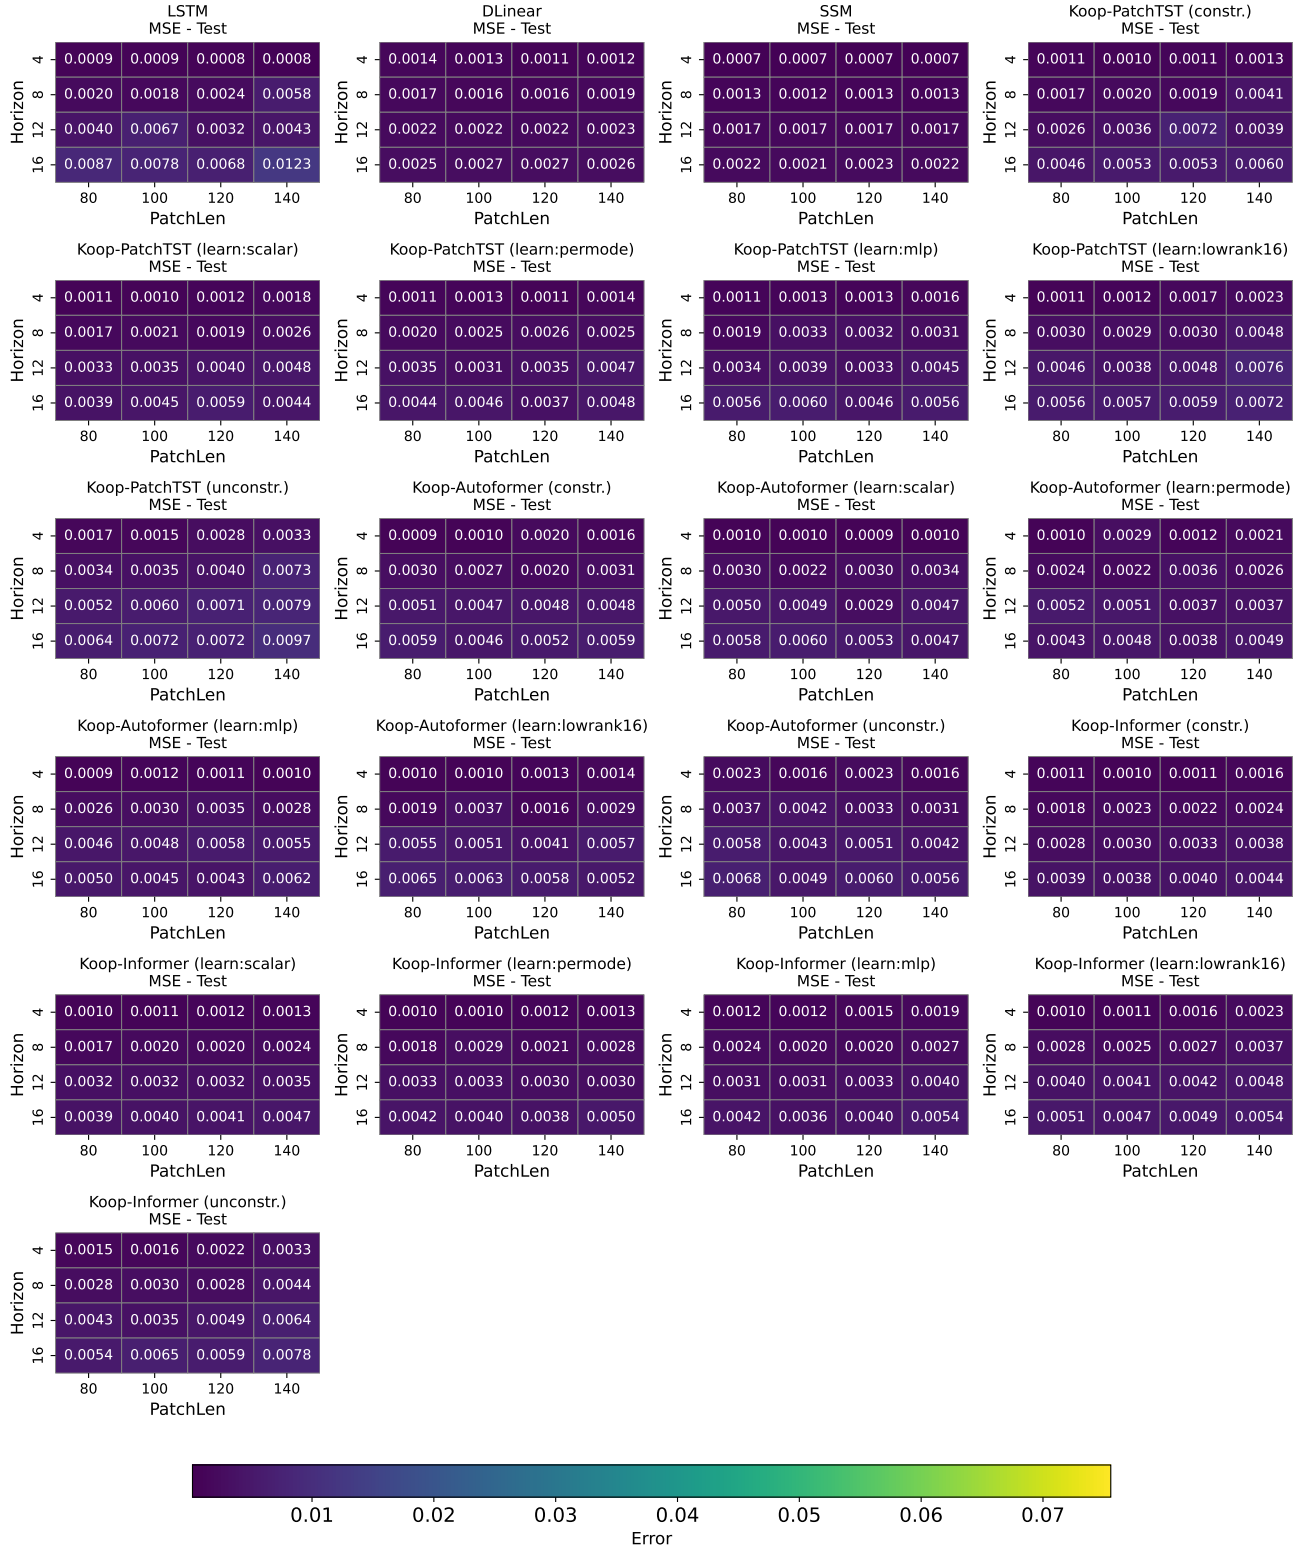 LSTM
MSE - Test
DLinear
MSE - Test
SSM
MSE - Test
Koop-PatchTST (constr.)
MSE - Test
Horizon
4 0.0009 0.0009 0.0008 0.0008
8 0.0020 0.0018 0.0024 0.0058
12 0.0040 0.0067 0.0032 0.0043
16 0.0087 0.0078 0.0068 0.0123
80 100 120 140
PatchLen
Horizon
4 0.0014 0.0013 0.0011 0.0012
8 0.0017 0.0016 0.0016 0.0019
12 0.0022 0.0022 0.0022 0.0023
16 0.0025 0.0027 0.0027 0.0026
80 100 120 140
PatchLen
Horizon
4 0.0007 0.0007 0.0007 0.0007
8 0.0013 0.0012 0.0013 0.0013
12 0.0017 0.0017 0.0017 0.0017
16 0.0022 0.0021 0.0023 0.0022
80 100 120 140
PatchLen
Horizon
4 0.0011 0.0010 0.0011 0.0013
8 0.0017 0.0020 0.0019 0.0041
12 0.0026 0.0036 0.0072 0.0039
16 0.0046 0.0053 0.0053 0.0060
80 100 120 140
PatchLen
Koop-PatchTST (learn:scalar)
MSE - Test
Horizon
4 0.0011 0.0010 0.0012 0.0018
8 0.0017 0.0021 0.0019 0.0026
12 0.0033 0.0035 0.0040 0.0048
16 0.0039 0.0045 0.0059 0.0044
80 100 120 140
PatchLen
Koop-PatchTST (learn:permode)
MSE - Test
Horizon
4 0.0011 0.0013 0.0011 0.0014
8 0.0020 0.0025 0.0026 0.0025
12 0.0035 0.0031 0.0035 0.0047
16 0.0044 0.0046 0.0037 0.0048
80 100 120 140
PatchLen
Koop-PatchTST (learn:mlp)
MSE - Test
Horizon
4 0.0011 0.0013 0.0013 0.0016
8 0.0019 0.0033 0.0032 0.0031
12 0.0034 0.0039 0.0033 0.0045
16 0.0056 0.0060 0.0046 0.0056
80 100 120 140
PatchLen
Koop-PatchTST (learn:lowrank16)
MSE - Test
Horizon
4 0.0011 0.0012 0.0017 0.0023
8 0.0030 0.0029 0.0030 0.0048
12 0.0046 0.0038 0.0048 0.0076
16 0.0056 0.0057 0.0059 0.0072
80 100 120 140
PatchLen
Koop-PatchTST (unconstr.)
MSE - Test
Horizon
4 0.0017 0.0015 0.0028 0.0033
8 0.0034 0.0035 0.0040 0.0073
12 0.0052 0.0060 0.0071 0.0079
16 0.0064 0.0072 0.0072 0.0097
80 100 120 140
PatchLen
Koop-Autoformer (constr.)
MSE - Test
Horizon
4 0.0009 0.0010 0.0020 0.0016
8 0.0030 0.0027 0.0020 0.0031
12 0.0051 0.0047 0.0048 0.0048
16 0.0059 0.0046 0.0052 0.0059
80 100 120 140
PatchLen
Koop-Autoformer (learn:scalar)
MSE - Test
Horizon
4 0.0010 0.0010 0.0009 0.0010
8 0.0030 0.0022 0.0030 0.0034
12 0.0050 0.0049 0.0029 0.0047
16 0.0058 0.0060 0.0053 0.0047
80 100 120 140
PatchLen
Koop-Autoformer (learn:permode)
MSE - Test
Horizon
4 0.0010 0.0029 0.0012 0.0021
8 0.0024 0.0022 0.0036 0.0026
12 0.0052 0.0051 0.0037 0.0037
16 0.0043 0.0048 0.0038 0.0049
80 100 120 140
PatchLen
Koop-Autoformer (learn:mlp)
MSE - Test
Horizon
4 0.0009 0.0012 0.0011 0.0010
8 0.0026 0.0030 0.0035 0.0028
12 0.0046 0.0048 0.0058 0.0055
16 0.0050 0.0045 0.0043 0.0062
80 100 120 140
PatchLen
Koop-Autoformer (learn:lowrank16)
MSE - Test
Horizon
4 0.0010 0.0010 0.0013 0.0014
8 0.0019 0.0037 0.0016 0.0029
12 0.0055 0.0051 0.0041 0.0057
16 0.0065 0.0063 0.0058 0.0052
80 100 120 140
PatchLen
Koop-Autoformer (unconstr.)
MSE - Test
Horizon
4 0.0023 0.0016 0.0023 0.0016
8 0.0037 0.0042 0.0033 0.0031
12 0.0058 0.0043 0.0051 0.0042
16 0.0068 0.0049 0.0060 0.0056
80 100 120 140
PatchLen
Koop-Informer (constr.)
MSE - Test
Horizon
4 0.0011 0.0010 0.0011 0.0016
8 0.0018 0.0023 0.0022 0.0024
12 0.0028 0.0030 0.0033 0.0038
16 0.0039 0.0038 0.0040 0.0044
80 100 120 140
PatchLen
Koop-Informer (learn:scalar)
MSE - Test
Horizon
4 0.0010 0.0011 0.0012 0.0013
8 0.0017 0.0020 0.0020 0.0024
12 0.0032 0.0032 0.0032 0.0035
16 0.0039 0.0040 0.0041 0.0047
80 100 120 140
PatchLen
Koop-Informer (learn:permode)
MSE - Test
Horizon
4 0.0010 0.0010 0.0012 0.0013
8 0.0018 0.0029 0.0021 0.0028
12 0.0033 0.0033 0.0030 0.0030
16 0.0042 0.0040 0.0038 0.0050
80 100 120 140
PatchLen
Koop-Informer (learn:mlp)
MSE - Test
Horizon
4 0.0012 0.0012 0.0015 0.0019
8 0.0024 0.0020 0.0020 0.0027
12 0.0031 0.0031 0.0033 0.0040
16 0.0042 0.0036 0.0040 0.0054
80 100 120 140
PatchLen
Koop-Informer (learn:lowrank16)
MSE - Test
Horizon
4 0.0010 0.0011 0.0016 0.0023
8 0.0028 0.0025 0.0027 0.0037
12 0.0040 0.0041 0.0042 0.0048
16 0.0051 0.0047 0.0049 0.0054
80 100 120 140
PatchLen
Koop-Informer (unconstr.)
MSE - Test
Horizon
4 0.0015 0.0016 0.0022 0.0033
8 0.0028 0.0030 0.0028 0.0044
12 0.0043 0.0035 0.0049 0.0064
16 0.0054 0.0065 0.0059 0.0078
80 100 120 140
PatchLen
0.01 0.02 0.03 0.04 0.05 0.06 0.07
Error